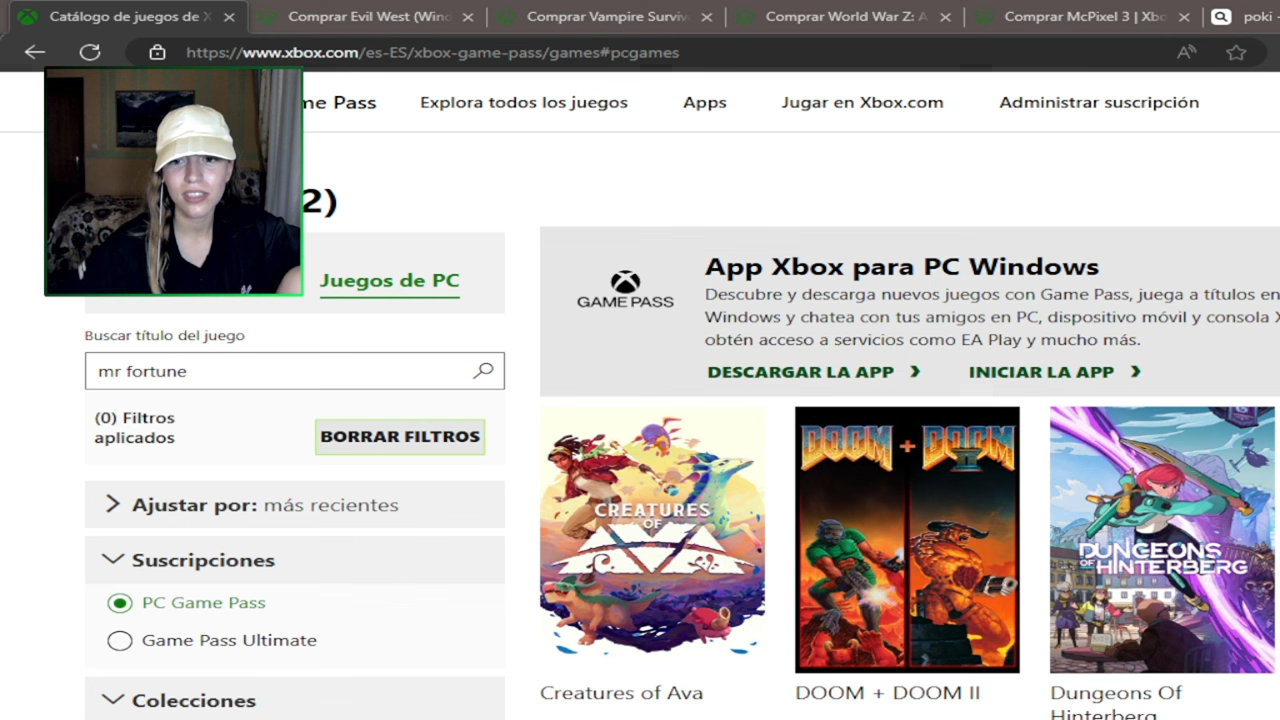 Catálogo de juegos de X
Comprar Evil West (Wind
Comprar Vampire Surviv
Comprar World War Z: A
Comprar McPixel 3 | Xbo
poki -
https://www.xbox.com/es-ES/xbox-game-pass/games#pcgames
me Pass
Explora todos los juegos
Apps
Jugar en Xbox.com
Administrar suscripción
2)
Juegos de PC
Buscar título del juego
mr fortune
(0) Filtros
aplicados
BORRAR FILTROS
Ajustar por: más recientes
Suscripciones
PC Game Pass
Game Pass Ultimate
Colecciones
GAME PASS
App Xbox para PC Windows
Descubre y descarga nuevos juegos con Game Pass, juega a títulos en
Windows y chatea con tus amigos en PC, dispositivo móvil y consola X
obtén acceso a servicios como EA Play y mucho más.
DESCARGAR LA APP
INICIAR LA APP
CREATURES
OF
AVA
DOOM + DOOM
II
DUNGEONS
OF HINTERBERG
Creatures of Ava
DOOM + DOOM II
Dungeons Of
Hinterberg